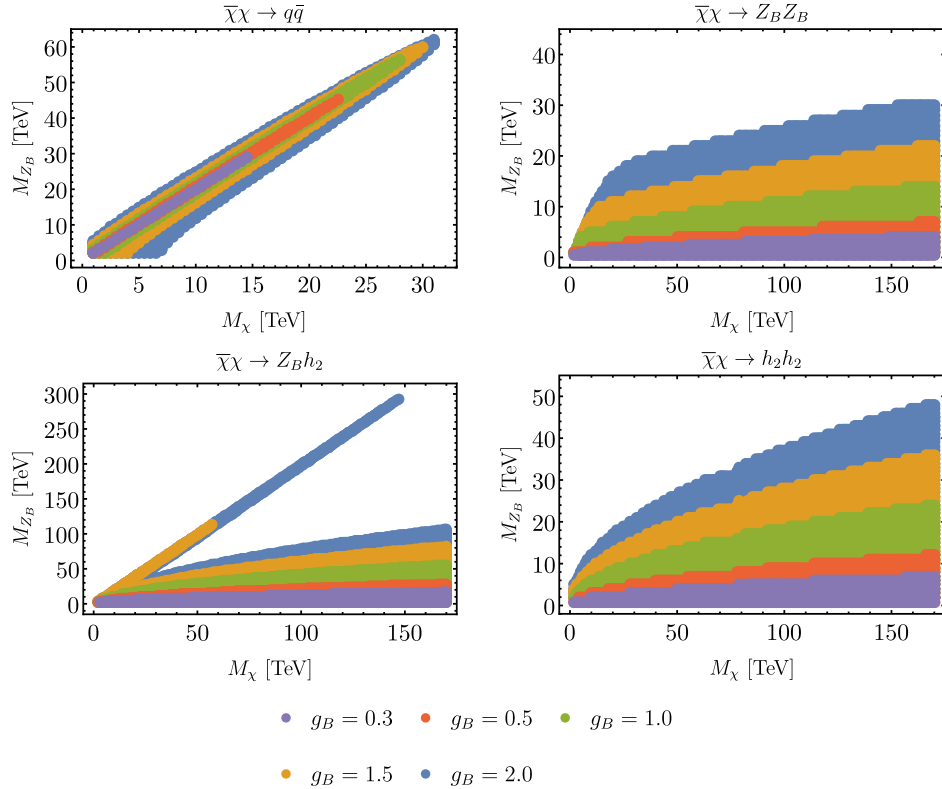 χ̅χ → qq̄
M_{Z_B} [TeV]
60
50
40
30
20
10
0
0 5 10 15 20 25 30
M_χ [TeV]
χ̅χ → Z_B Z_B
M_{Z_B} [TeV]
40
30
20
10
0
0 50 100 150
M_χ [TeV]
χ̅χ → Z_B h_2
M_{Z_B} [TeV]
300
250
200
150
100
50
0
0 50 100 150
M_χ [TeV]
χ̅χ → h_2 h_2
M_{Z_B} [TeV]
50
40
30
20
10
0
0 50 100 150
M_χ [TeV]
g_B = 0.3 g_B = 0.5 g_B = 1.0
g_B = 1.5 g_B = 2.0